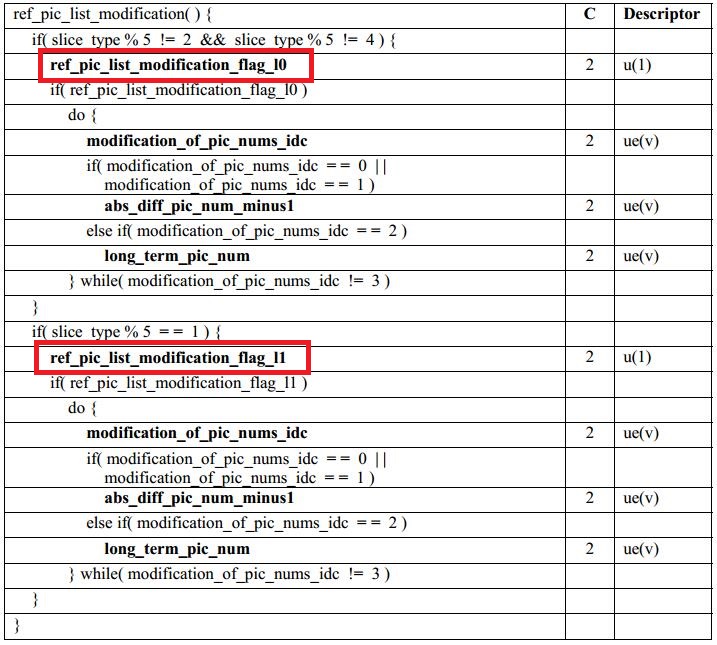 ref_pic_list_modification( ) { C Descriptor
if( slice_type % 5 != 2 && slice_type % 5 != 4 ) {
ref_pic_list_modification_flag_l0 2 u(1)
if( ref_pic_list_modification_flag_l0 )
do {
modification_of_pic_nums_idc 2 ue(v)
if( modification_of_pic_nums_idc = = 0 | |
modification_of_pic_nums_idc = = 1 )
abs_diff_pic_num_minus1 2 ue(v)
else if( modification_of_pic_nums_idc = = 2 )
long_term_pic_num 2 ue(v)
} while( modification_of_pic_nums_idc != 3 )
}
if( slice_type % 5 = = 1 ) {
ref_pic_list_modification_flag_l1 2 u(1)
if( ref_pic_list_modification_flag_l1 )
do {
modification_of_pic_nums_idc 2 ue(v)
if( modification_of_pic_nums_idc = = 0 | |
modification_of_pic_nums_idc = = 1 )
abs_diff_pic_num_minus1 2 ue(v)
else if( modification_of_pic_nums_idc = = 2 )
long_term_pic_num 2 ue(v)
} while( modification_of_pic_nums_idc != 3 )
}
}